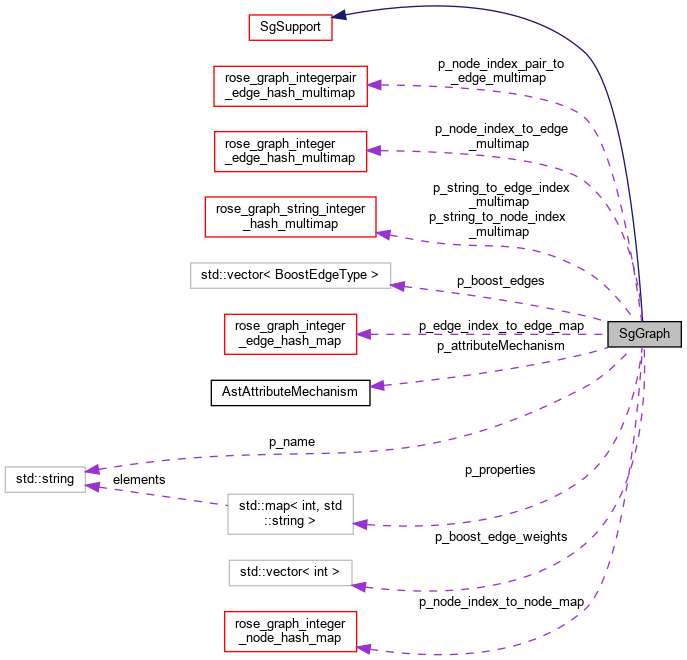 SgSupport
p_node_index_pair_to
_edge_multimap
rose_graph_integerpair
_edge_hash_multimap
p_node_index_to_edge
_multimap
rose_graph_integer
_edge_hash_multimap
p_string_to_edge_index
_multimap
p_string_to_node_index
_multimap
rose_graph_string_integer
_hash_multimap
std::vector< BoostEdgeType >
p_boost_edges
rose_graph_integer
_edge_hash_map
p_edge_index_to_edge_map
SgGraph
p_attributeMechanism
AstAttributeMechanism
p_name
std::string
elements
p_properties
std::map< int, std
::string >
p_boost_edge_weights
std::vector< int >
p_node_index_to_node_map
rose_graph_integer
_node_hash_map